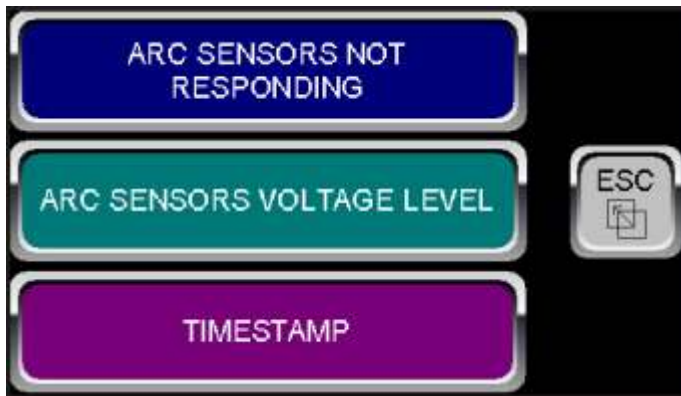 ARC SENSORS NOT
RESPONDING
ARC SENSORS VOLTAGE LEVEL
ESC
TIMESTAMP